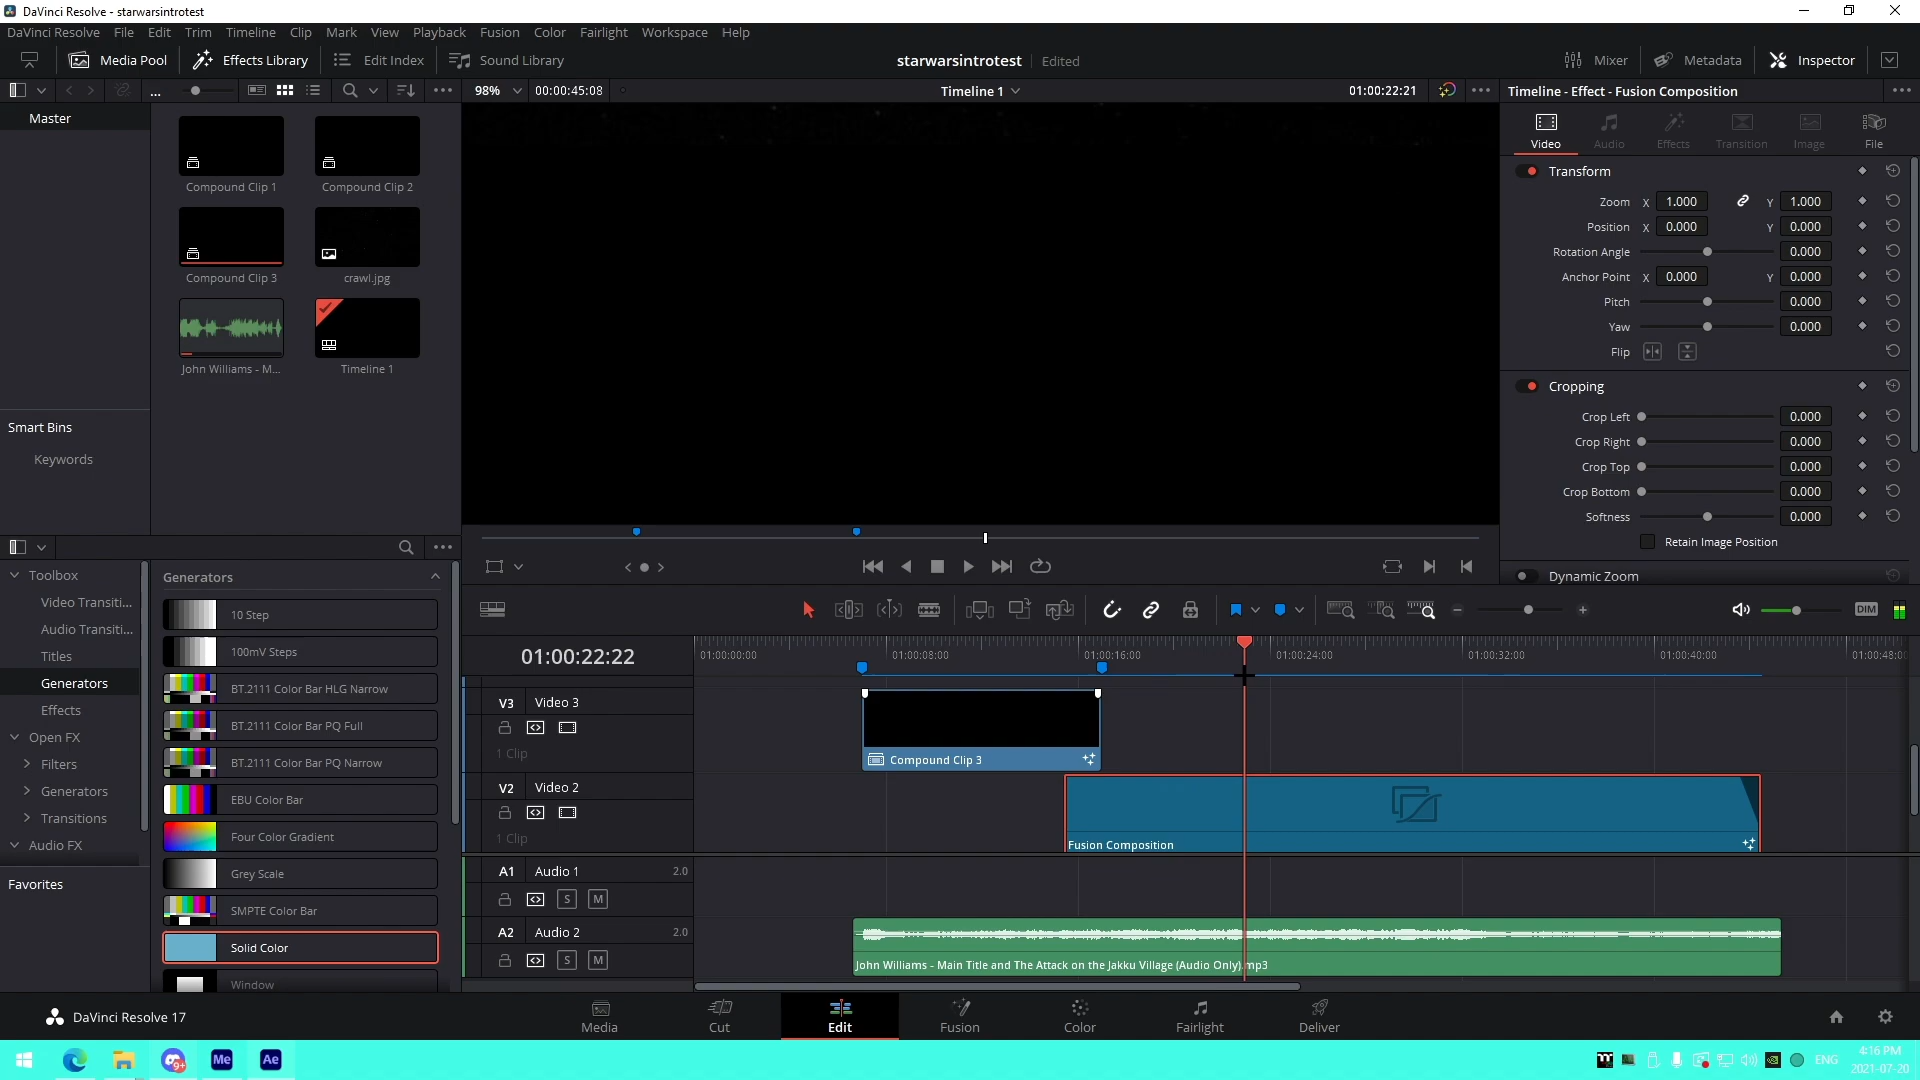 DaVinci Resolve - starwarsintrotest
DaVinci Resolve File Edit Trim Timeline Clip Mark View Playback Fusion Color Fairlight Workspace Help
Media Pool Effects Library Edit Index Sound Library starwarsintrotest Edited Mixer Metadata Inspector
... 98% 00:00:45:08 Timeline 1 01:00:22:21 Timeline - Effect - Fusion Composition
Master
Compound Clip 1 Compound Clip 2
Compound Clip 3 crawl.jpg
John Williams - M... Timeline 1
Smart Bins
Keywords
Video Audio Effects Transition Image File
Transform
Zoom X 1.000 Y 1.000
Position X 0.000 Y 0.000
Rotation Angle 0.000
Anchor Point X 0.000 Y 0.000
Pitch 0.000
Yaw 0.000
Flip
Cropping
Crop Left 0.000
Crop Right 0.000
Crop Top 0.000
Crop Bottom 0.000
Softness 0.000
Retain Image Position
Dynamic Zoom
Toolbox
Video Transiti...
Audio Transiti...
Titles
Generators
Effects
Open FX
Filters
Generators
Transitions
Audio FX
Favorites
Generators
10 Step
100mV Steps
BT.2111 Color Bar HLG Narrow
BT.2111 Color Bar PQ Full
BT.2111 Color Bar PQ Narrow
EBU Color Bar
Four Color Gradient
Grey Scale
SMPTE Color Bar
Solid Color
Window
DIM
01:00:22:22 01:00:00:00 01:00:08:00 01:00:16:00 01:00:24:00 01:00:32:00 01:00:40:00 01:00:48:0
V3 Video 3
1 Clip
Compound Clip 3
V2 Video 2
1 Clip
Fusion Composition
A1 Audio 1 2.0
S M
A2 Audio 2 2.0
S M
John Williams - Main Title and The Attack on the Jakku Village (Audio Only).mp3
DaVinci Resolve 17 Media Cut Edit Fusion Color Fairlight Deliver
9+ Me Ae ENG 4:16 PM
2021-07-20